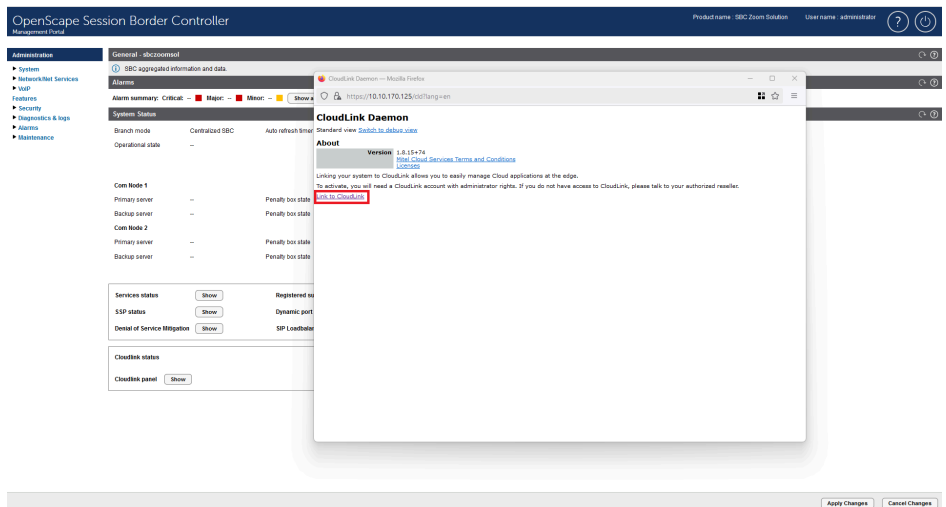 OpenScape Session Border Controller
Management Portal
Product name : SBC Zoom Solution User name : administrator
?
Administration
System
Network/Net Services
VoIP
Features
Security
Diagnostics & logs
Alarms
Maintenance
General - sbczoomsol
SBC aggregated information and data.
Alarms
Alarm summary: Critical: – Major: – Minor: – Show a
System Status
Branch mode Centralized SBC Auto refresh timer
Operational state –
Com Node 1
Primary server – Penalty box state
Backup server – Penalty box state
Com Node 2
Primary server – Penalty box state
Backup server – Penalty box state
Services status Show Registered su
SSP status Show Dynamic port
Denial of Service Mitigation Show SIP Loadbalan
Cloudlink status
Cloudlink panel Show
CloudLink Daemon — Mozilla Firefox
https://10.10.170.125/cld?lang=en
CloudLink Daemon
Standard view Switch to debug view
About
Version 1.8.15+74
Mitel Cloud Services Terms and Conditions
Licenses
Linking your system to CloudLink allows you to easily manage Cloud applications at the edge.
To activate, you will need a CloudLink account with administrator rights. If you do not have access to CloudLink, please talk to your authorized reseller.
Link to CloudLink
Apply Changes Cancel Changes